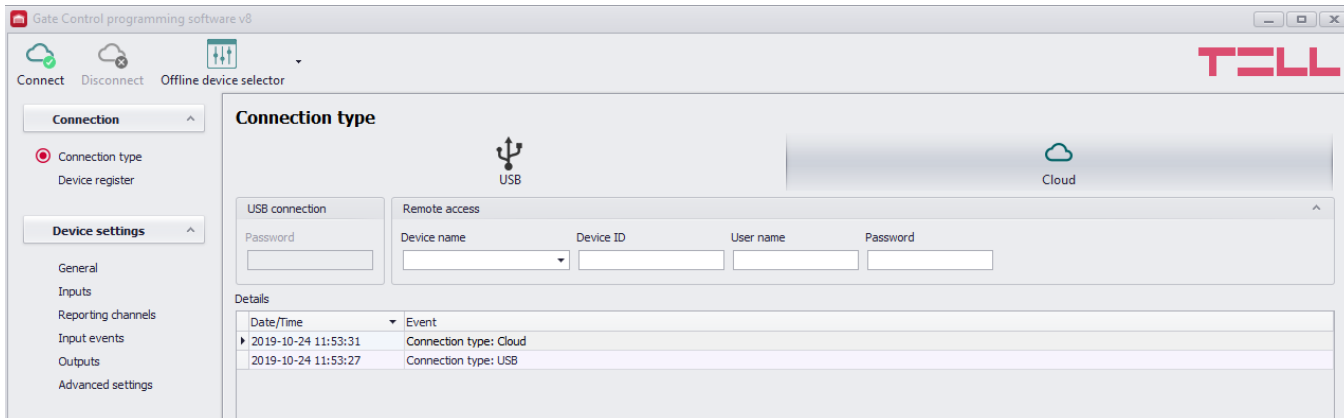 Gate Control programming software v8
Connect Disconnect Offline device selector
TELL
Connection
Connection type
Device register
Device settings
General
Inputs
Reporting channels
Input events
Outputs
Advanced settings
Connection type
USB
Cloud
USB connection
Password
Remote access
Device name Device ID User name Password
Details
Date/Time Event
2019-10-24 11:53:31 Connection type: Cloud
2019-10-24 11:53:27 Connection type: USB